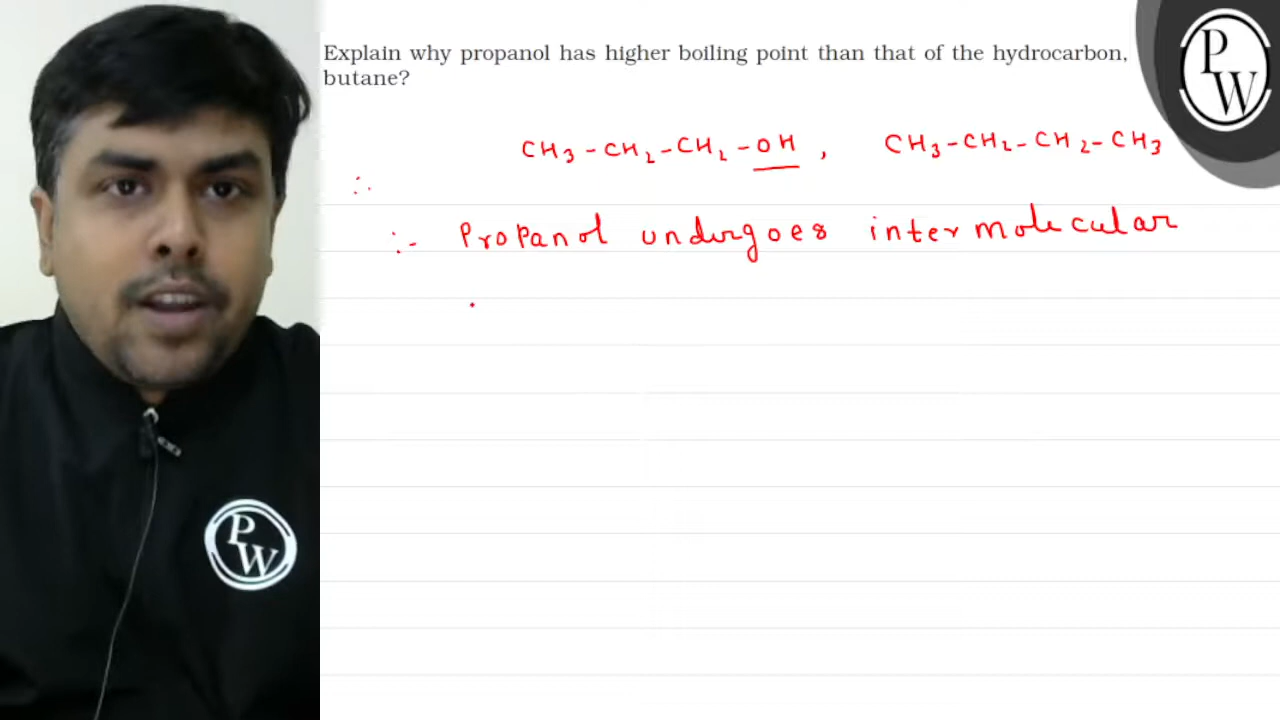 Explain why propanol has higher boiling point than that of the hydrocarbon,
butane?
PW
CH3-CH2-CH2-OH, CH3-CH2-CH2-CH3
∴
∴- Propanol undergoes intermolecular
PW